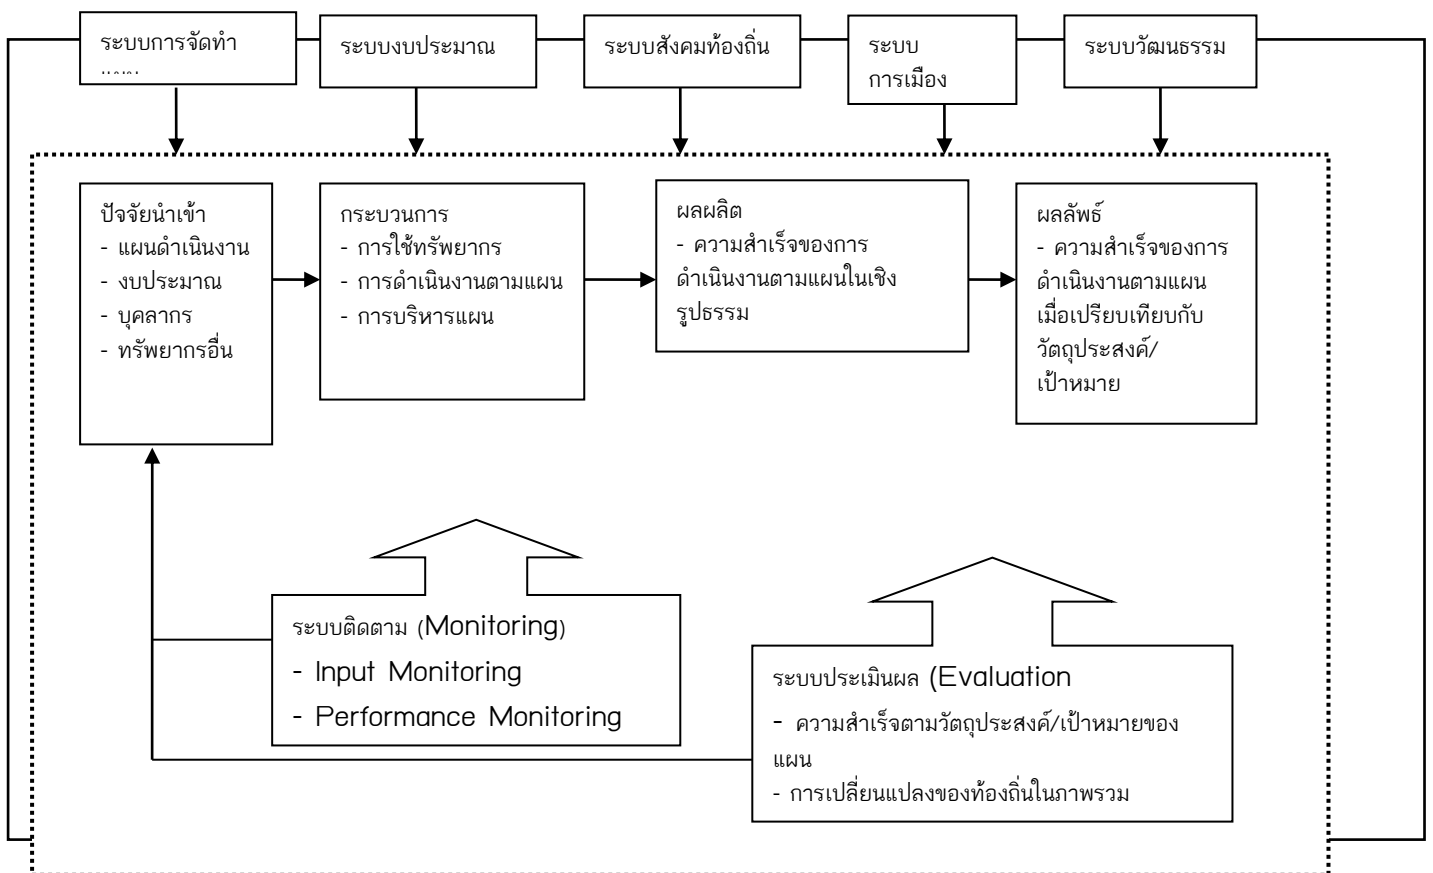 ระบบการจัดทำ
ระบบงบประมาณ
ระบบสังคมท้องถิ่น
ระบบ
การเมือง
ระบบวัฒนธรรม
ปัจจัยนำเข้า
- แผนดำเนินงาน
- งบประมาณ
- บุคลากร
- ทรัพยากรอื่น
กระบวนการ
- การใช้ทรัพยากร
- การดำเนินงานตามแผน
- การบริหารแผน
ผลผลิต
- ความสำเร็จของการ
ดำเนินงานตามแผนในเชิง
รูปธรรม
ผลลัพธ์
- ความสำเร็จของการ
ดำเนินงานตามแผน
เมื่อเปรียบเทียบกับ
วัตถุประสงค์/
เป้าหมาย
ระบบติดตาม (Monitoring)
- Input Monitoring
- Performance Monitoring
ระบบประเมินผล (Evaluation
- ความสำเร็จตามวัตถุประสงค์/เป้าหมายของ
แผน
- การเปลี่ยนแปลงของท้องถิ่นในภาพรวม